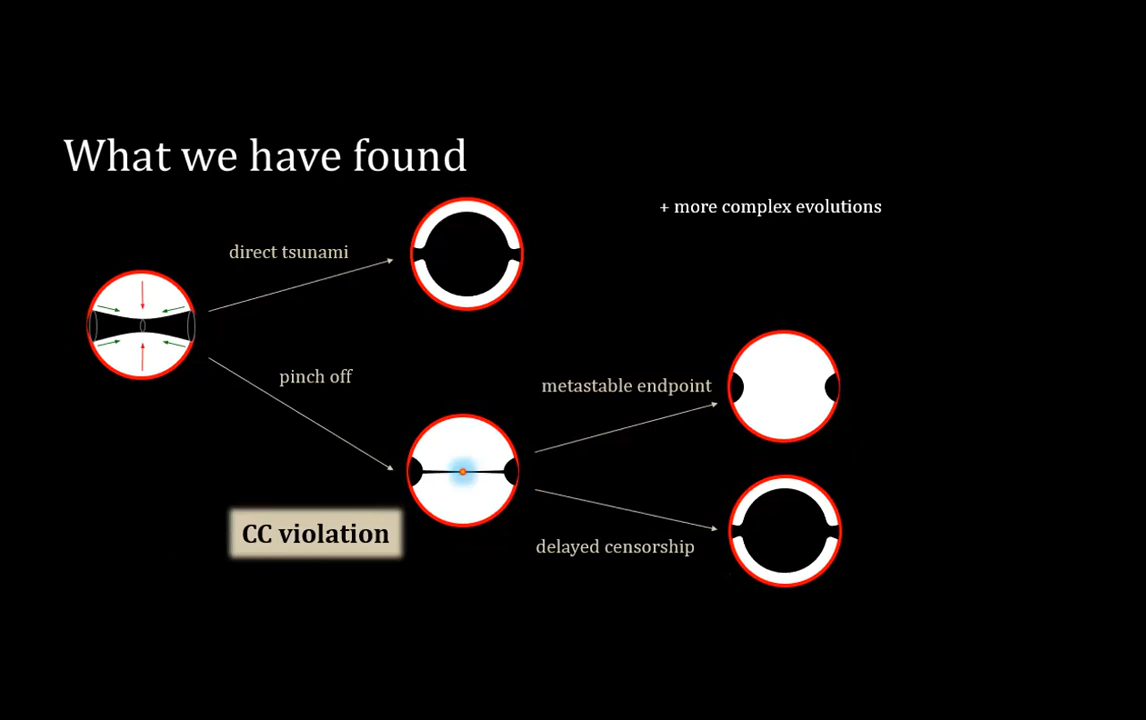 What we have found
+ more complex evolutions
direct tsunami
pinch off
metastable endpoint
CC violation
delayed censorship